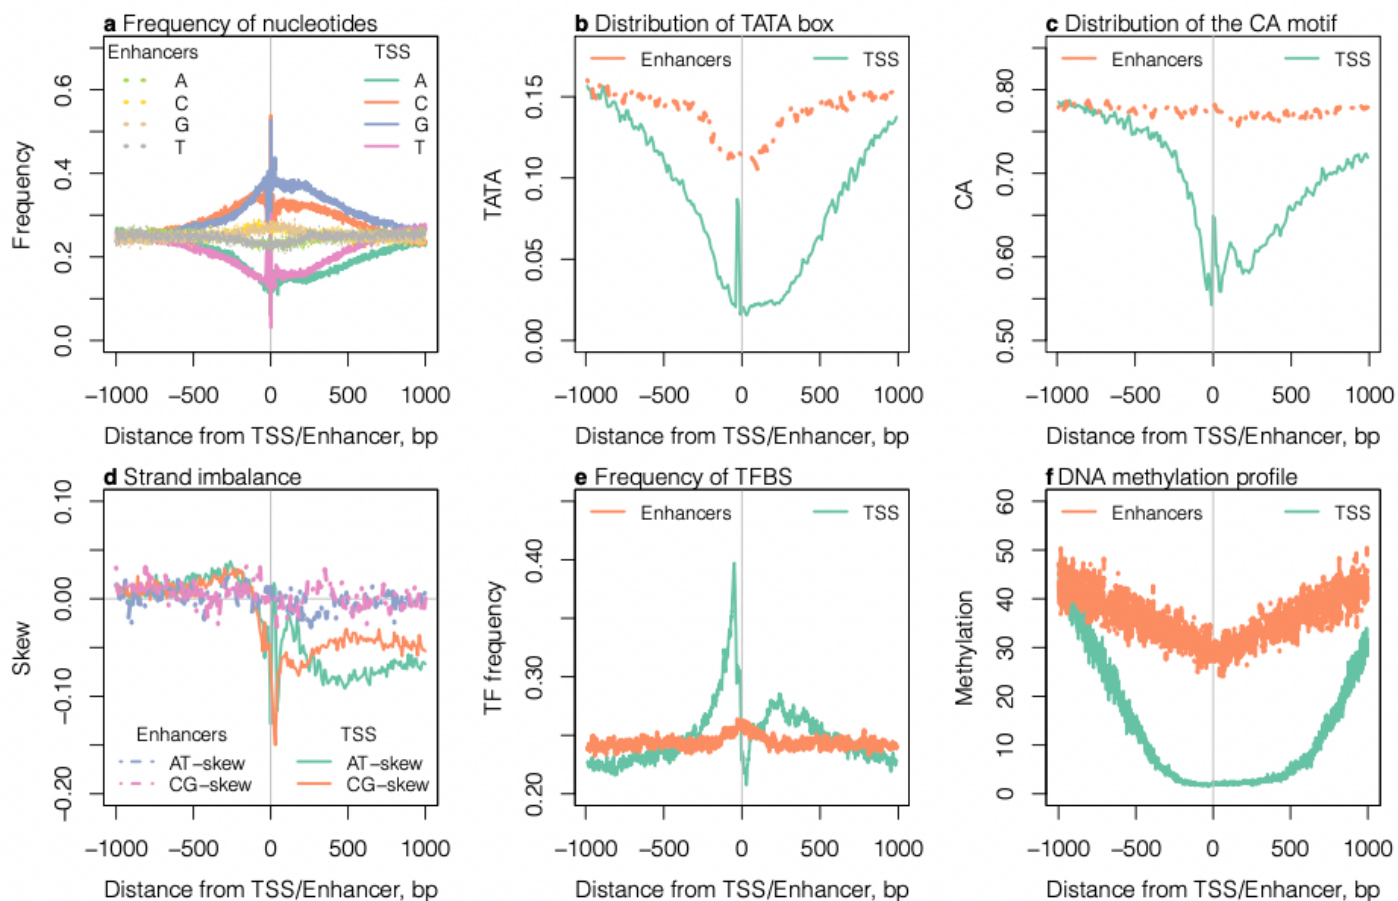 a Frequency of nucleotides
Enhancers TSS
A A
C C
G G
T T
Frequency
0.0 0.2 0.4 0.6
−1000 −500 0 500 1000
Distance from TSS/Enhancer, bp
b Distribution of TATA box
Enhancers TSS
TATA
0.00 0.05 0.10 0.15
−1000 −500 0 500 1000
Distance from TSS/Enhancer, bp
c Distribution of the CA motif
Enhancers TSS
CA
0.50 0.60 0.70 0.80
−1000 −500 0 500 1000
Distance from TSS/Enhancer, bp
d Strand imbalance
Skew
−0.20 −0.10 0.00 0.10
Enhancers TSS
AT−skew AT−skew
CG−skew CG−skew
−1000 −500 0 500 1000
Distance from TSS/Enhancer, bp
e Frequency of TFBS
Enhancers TSS
TF frequency
0.20 0.30 0.40
−1000 −500 0 500 1000
Distance from TSS/Enhancer, bp
f DNA methylation profile
Enhancers TSS
Methylation
0 10 20 30 40 50 60
−1000 −500 0 500 1000
Distance from TSS/Enhancer, bp